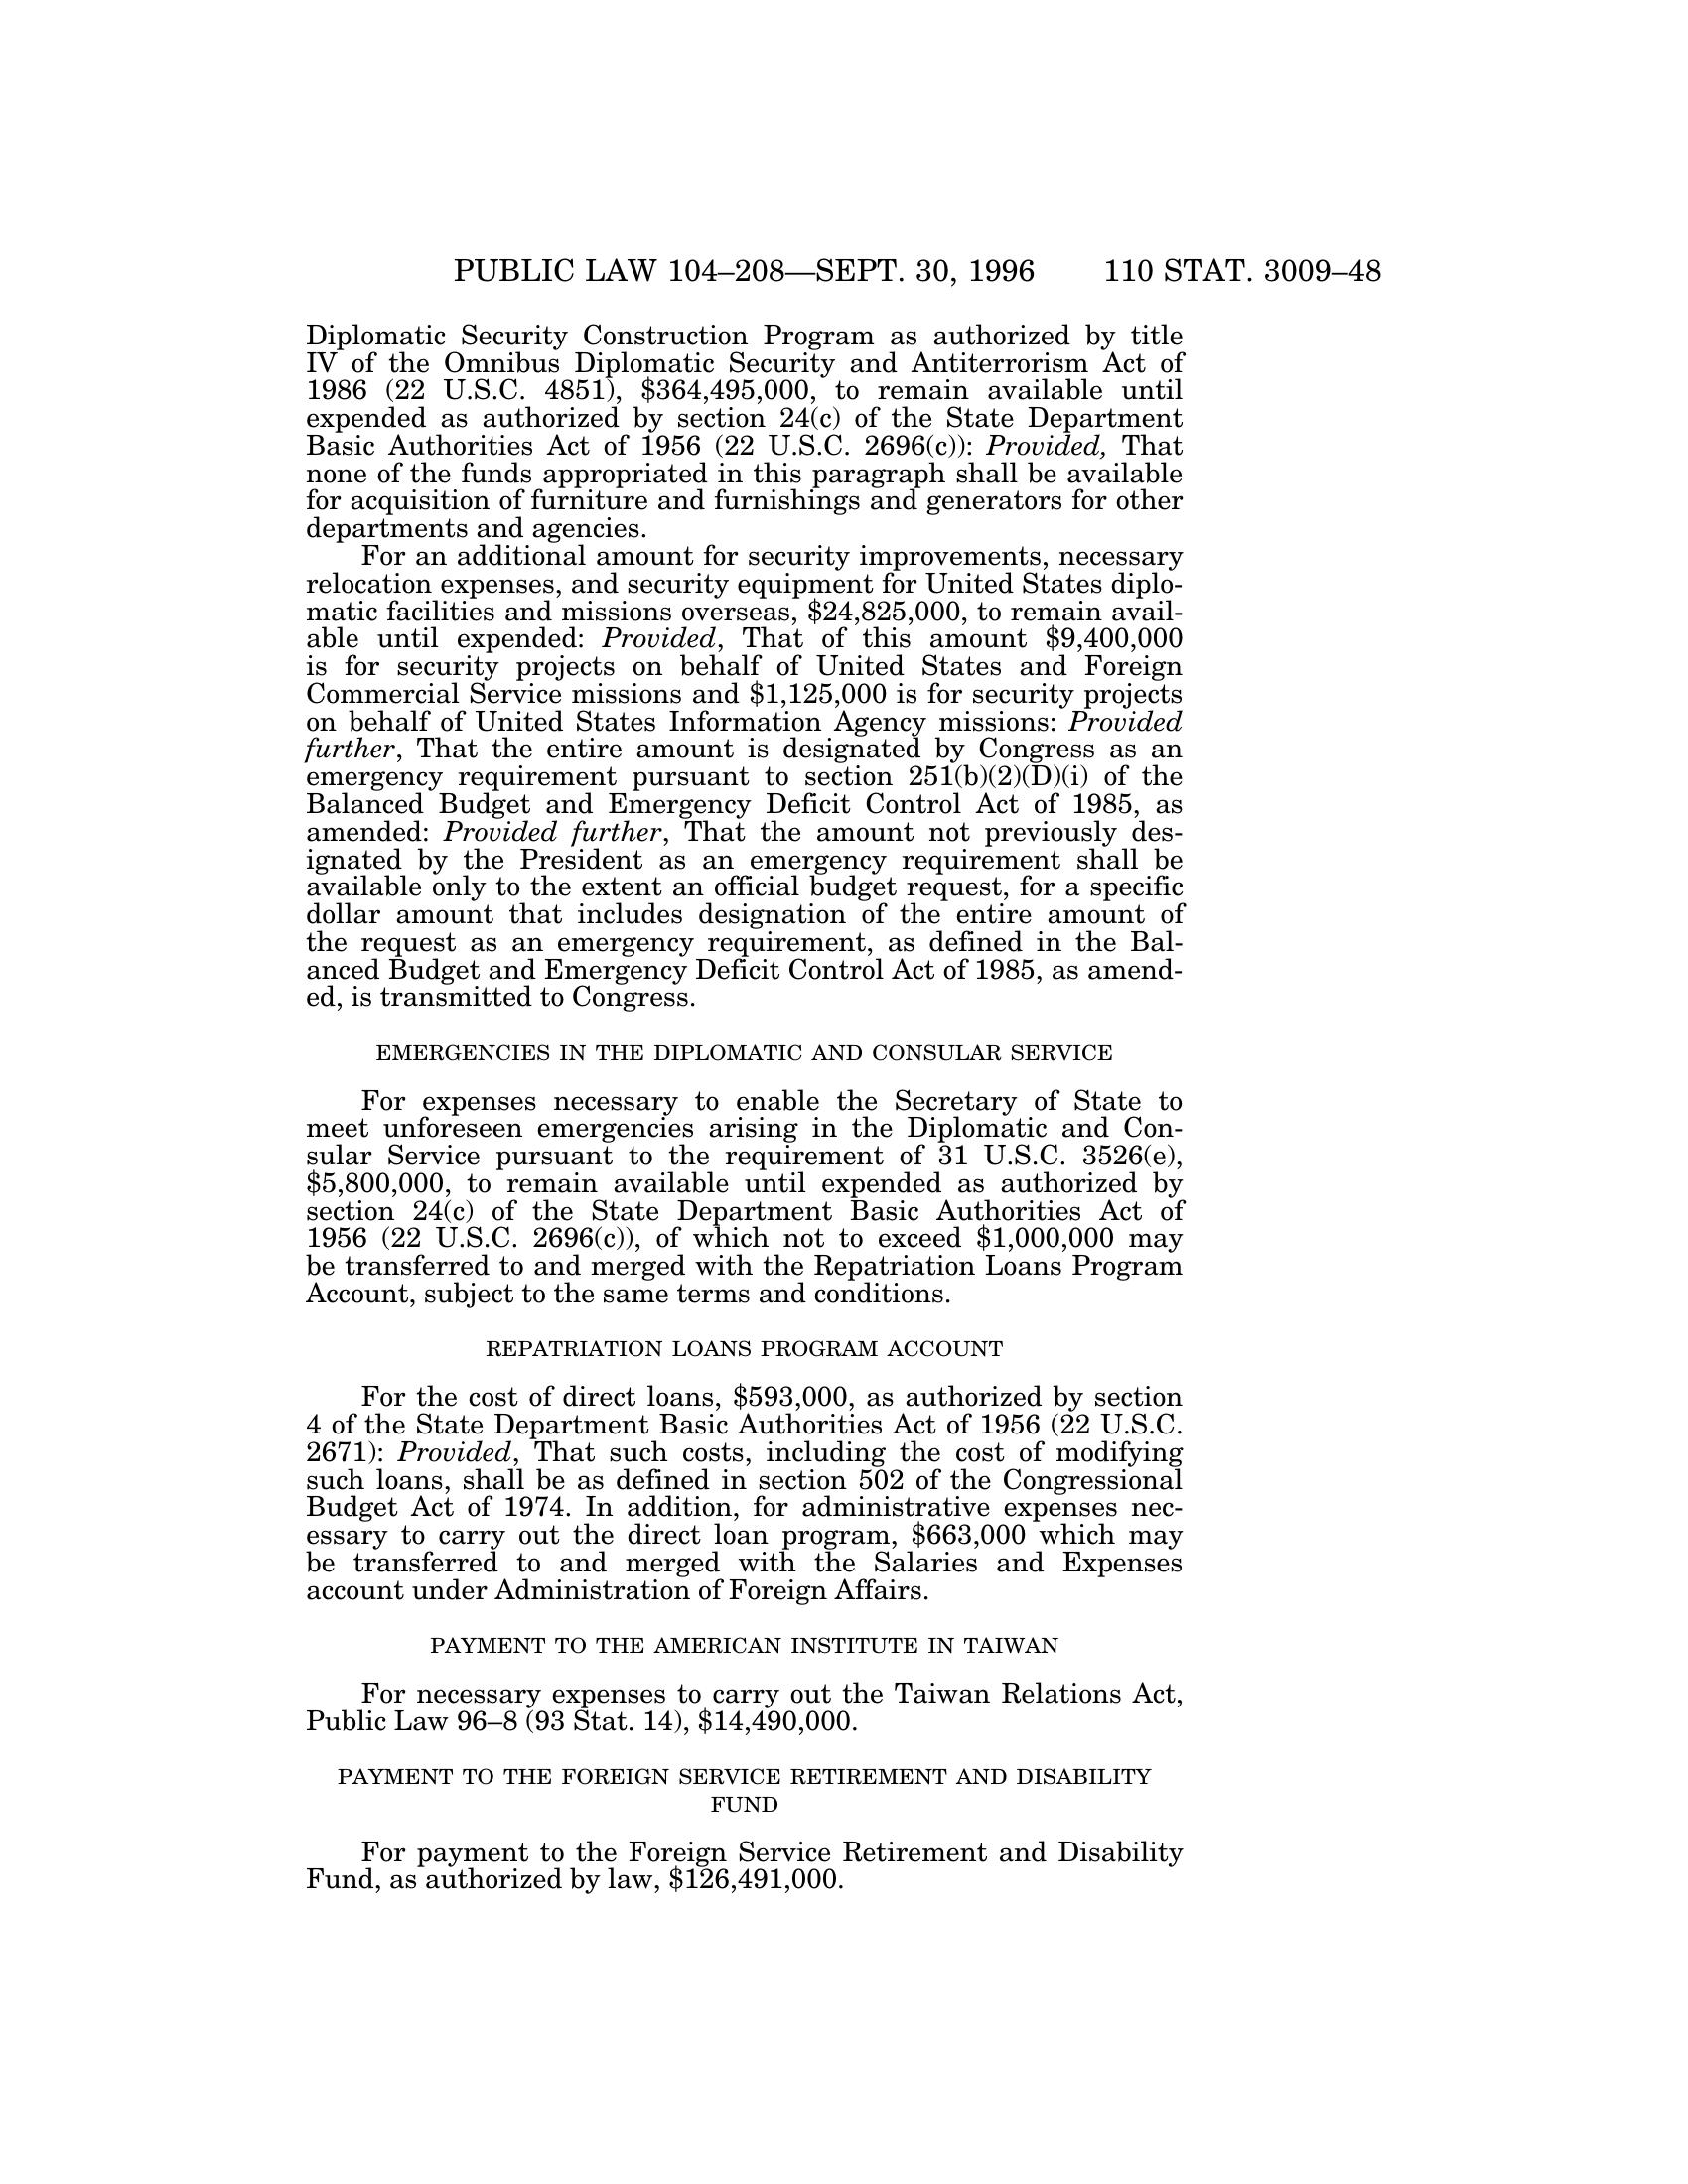 PUBLIC LAW 104–208—SEPT. 30, 1996 110 STAT. 3009–48
Diplomatic Security Construction Program as authorized by title
IV of the Omnibus Diplomatic Security and Antiterrorism Act of
1986 (22 U.S.C. 4851), $364,495,000, to remain available until
expended as authorized by section 24(c) of the State Department
Basic Authorities Act of 1956 (22 U.S.C. 2696(c)): Provided, That
none of the funds appropriated in this paragraph shall be available
for acquisition of furniture and furnishings and generators for other
departments and agencies.
For an additional amount for security improvements, necessary
relocation expenses, and security equipment for United States diplo-
matic facilities and missions overseas, $24,825,000, to remain avail-
able until expended: Provided, That of this amount $9,400,000
is for security projects on behalf of United States and Foreign
Commercial Service missions and $1,125,000 is for security projects
on behalf of United States Information Agency missions: Provided
further, That the entire amount is designated by Congress as an
emergency requirement pursuant to section 251(b)(2)(D)(i) of the
Balanced Budget and Emergency Deficit Control Act of 1985, as
amended: Provided further, That the amount not previously des-
ignated by the President as an emergency requirement shall be
available only to the extent an official budget request, for a specific
dollar amount that includes designation of the entire amount of
the request as an emergency requirement, as defined in the Bal-
anced Budget and Emergency Deficit Control Act of 1985, as amend-
ed, is transmitted to Congress.
EMERGENCIES IN THE DIPLOMATIC AND CONSULAR SERVICE
For expenses necessary to enable the Secretary of State to
meet unforeseen emergencies arising in the Diplomatic and Con-
sular Service pursuant to the requirement of 31 U.S.C. 3526(e),
$5,800,000, to remain available until expended as authorized by
section 24(c) of the State Department Basic Authorities Act of
1956 (22 U.S.C. 2696(c)), of which not to exceed $1,000,000 may
be transferred to and merged with the Repatriation Loans Program
Account, subject to the same terms and conditions.
REPATRIATION LOANS PROGRAM ACCOUNT
For the cost of direct loans, $593,000, as authorized by section
4 of the State Department Basic Authorities Act of 1956 (22 U.S.C.
2671): Provided, That such costs, including the cost of modifying
such loans, shall be as defined in section 502 of the Congressional
Budget Act of 1974. In addition, for administrative expenses nec-
essary to carry out the direct loan program, $663,000 which may
be transferred to and merged with the Salaries and Expenses
account under Administration of Foreign Affairs.
PAYMENT TO THE AMERICAN INSTITUTE IN TAIWAN
For necessary expenses to carry out the Taiwan Relations Act,
Public Law 96–8 (93 Stat. 14), $14,490,000.
PAYMENT TO THE FOREIGN SERVICE RETIREMENT AND DISABILITY
FUND
For payment to the Foreign Service Retirement and Disability
Fund, as authorized by law, $126,491,000.